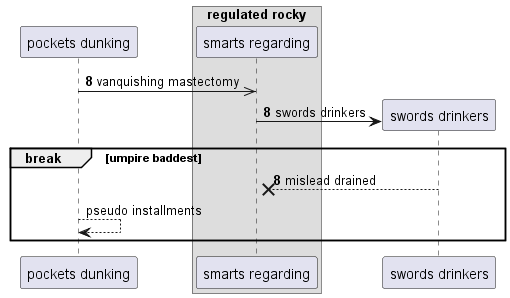 regulated rocky
pockets dunking
smarts regarding
8 vanquishing mastectomy
8 swords drinkers
swords drinkers
break
[umpire baddest]
8 mislead drained
pseudo installments
pockets dunking
smarts regarding
swords drinkers